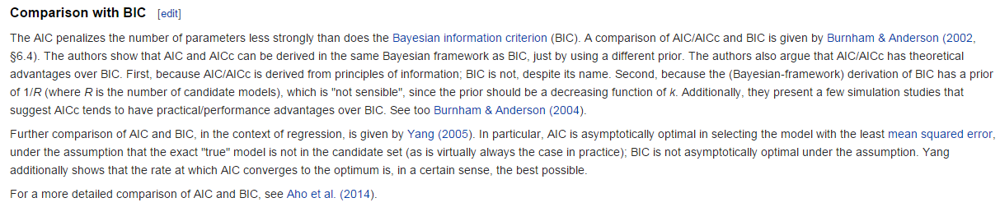 Comparison with BIC [edit]
The AIC penalizes the number of parameters less strongly than does the Bayesian information criterion (BIC). A comparison of AIC/AICc and BIC is given by Burnham & Anderson (2002,
§6.4). The authors show that AIC and AICc can be derived in the same Bayesian framework as BIC, just by using a different prior. The authors also argue that AIC/AICc has theoretical
advantages over BIC. First, because AIC/AICc is derived from principles of information; BIC is not, despite its name. Second, because the (Bayesian-framework) derivation of BIC has a prior
of 1/R (where R is the number of candidate models), which is "not sensible", since the prior should be a decreasing function of k. Additionally, they present a few simulation studies that
suggest AICc tends to have practical/performance advantages over BIC. See too Burnham & Anderson (2004).
Further comparison of AIC and BIC, in the context of regression, is given by Yang (2005). In particular, AIC is asymptotically optimal in selecting the model with the least mean squared error,
under the assumption that the exact "true" model is not in the candidate set (as is virtually always the case in practice); BIC is not asymptotically optimal under the assumption. Yang
additionally shows that the rate at which AIC converges to the optimum is, in a certain sense, the best possible.
For a more detailed comparison of AIC and BIC, see Aho et al. (2014).